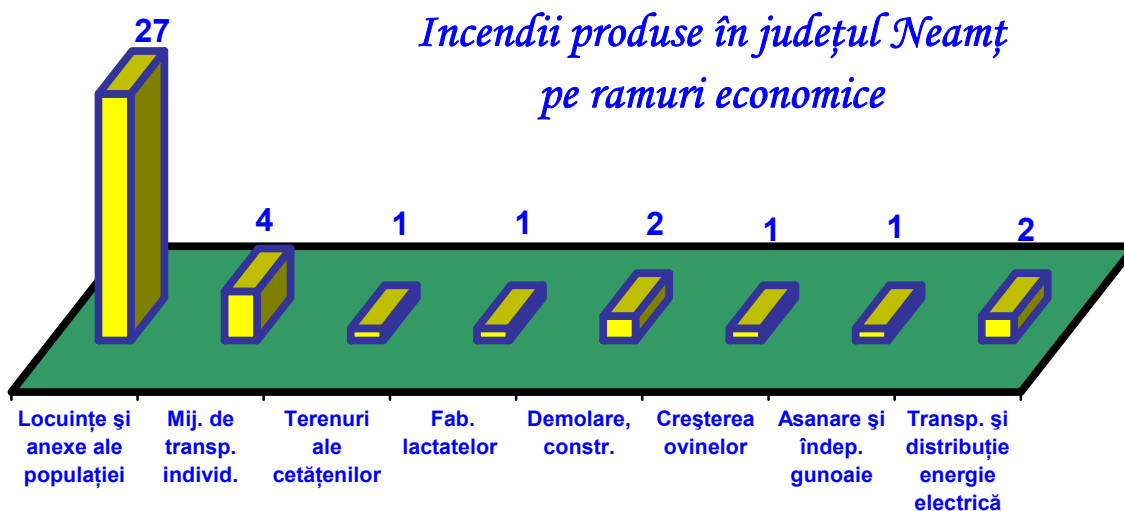 Incendii produse în județul Neamț
pe ramuri economice
27
4
1
1
2
1
1
2
Locuințe şi
anexe ale
populației
Mij. de
transp.
individ.
Terenuri
ale
cetățenilor
Fab.
lactatelor
Demolare,
constr.
Creşterea
ovinelor
Asanare şi
îndep.
gunoaie
Transp. şi
distribuție
energie
electrică